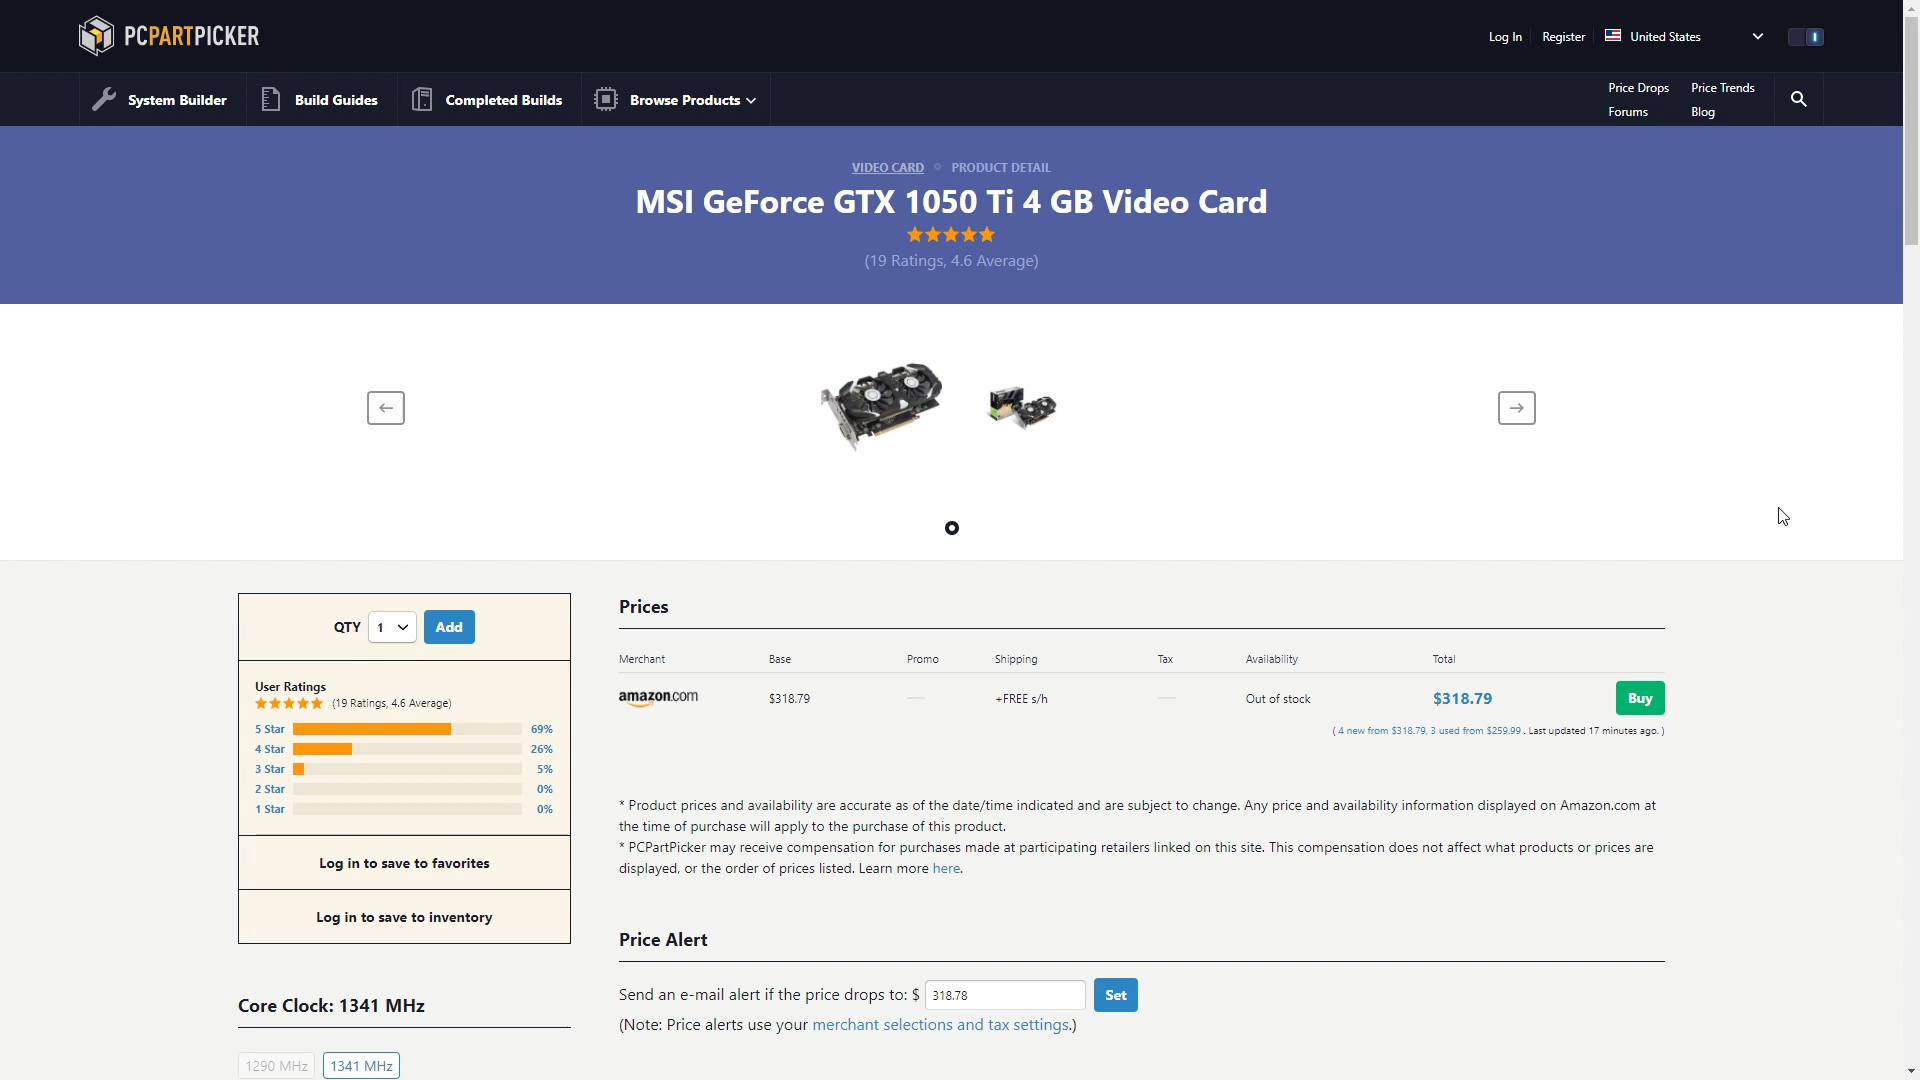 PCPARTPICKER
Log In
Register
United States
System Builder
Build Guides
Completed Builds
Browse Products
Price Drops
Price Trends
Forums
Blog
VIDEO CARD
PRODUCT DETAIL
MSI GeForce GTX 1050 Ti 4 GB Video Card
(19 Ratings, 4.6 Average)
QTY 1 Add
User Ratings
(19 Ratings, 4.6 Average)
5 Star 69%
4 Star 26%
3 Star 5%
2 Star 0%
1 Star 0%
Log in to save to favorites
Log in to save to inventory
Core Clock: 1341 MHz
1290 MHz 1341 MHz
Prices
Merchant Base Promo Shipping Tax Availability Total
amazon.com $318.79 — +FREE s/h — Out of stock $318.79 Buy
( 4 new from $318.79, 3 used from $259.99 . Last updated 17 minutes ago. )
* Product prices and availability are accurate as of the date/time indicated and are subject to change. Any price and availability information displayed on Amazon.com at
the time of purchase will apply to the purchase of this product.
* PCPartPicker may receive compensation for purchases made at participating retailers linked on this site. This compensation does not affect what products or prices are
displayed, or the order of prices listed. Learn more here.
Price Alert
Send an e-mail alert if the price drops to: $ 318.78 Set
(Note: Price alerts use your merchant selections and tax settings.)